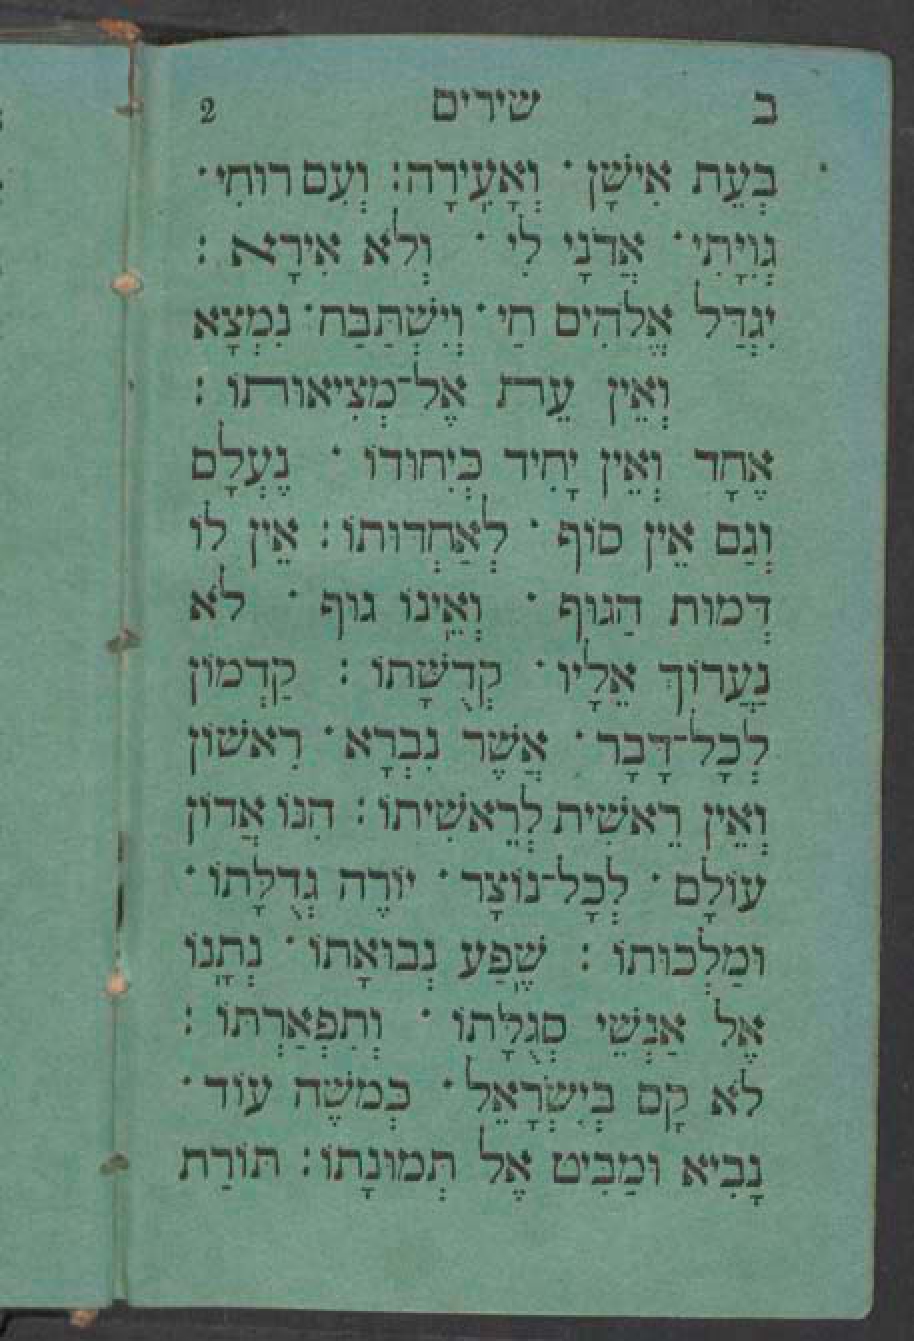 ב שירים 2
בְּעֵת אִישָׁן · וְאָעִֽירָה : וְעִם רוּחִי ·
גְּוִיָּתִי · אֲדֹנָי לִי · וְלֹא אִירָא :
יִגְדַּל אֱלֹהִים חַי · וְיִשְׁתַּבַּח · נִמְצָא
וְאֵין עֵת אֶל־מְצִיאוּתוֹ :
אֶחָד וְאֵין יָחִיד כְּיִחוּדוֹ · נֶעְלָם
וְגַם אֵין סוֹף · לְאַחְדוּתוֹ : אֵין לוֹ
דְּמוּת הַגּוּף · וְאֵינוֹ גוּף · לֹא
נַעֲרוֹךְ אֵלָיו · קְדֻשָּׁתוֹ : קַדְמוֹן
לְכָל־דָּבָר · אֲשֶׁר נִבְרָא · רִאשׁוֹן
וְאֵין רֵאשִׁית לְרֵאשִׁיתוֹ : הִנּוֹ אֲדוֹן
עוֹלָם · לְכָל־נוֹצָר · יוֹרֶה גְדֻלָּתוֹ ·
וּמַלְכוּתוֹ : שֶׁפַע נְבוּאָתוֹ · נְתָנוֹ
אֶל אַנְשֵׁי סְגֻלָּתוֹ · וְתִפְאַרְתּוֹ :
לֹא קָם בְּיִשְׂרָאֵל · כְּמֹשֶׁה עוֹד ·
נָבִיא וּמַבִּיט אֶל תְּמוּנָתוֹ : תּוֹרַת